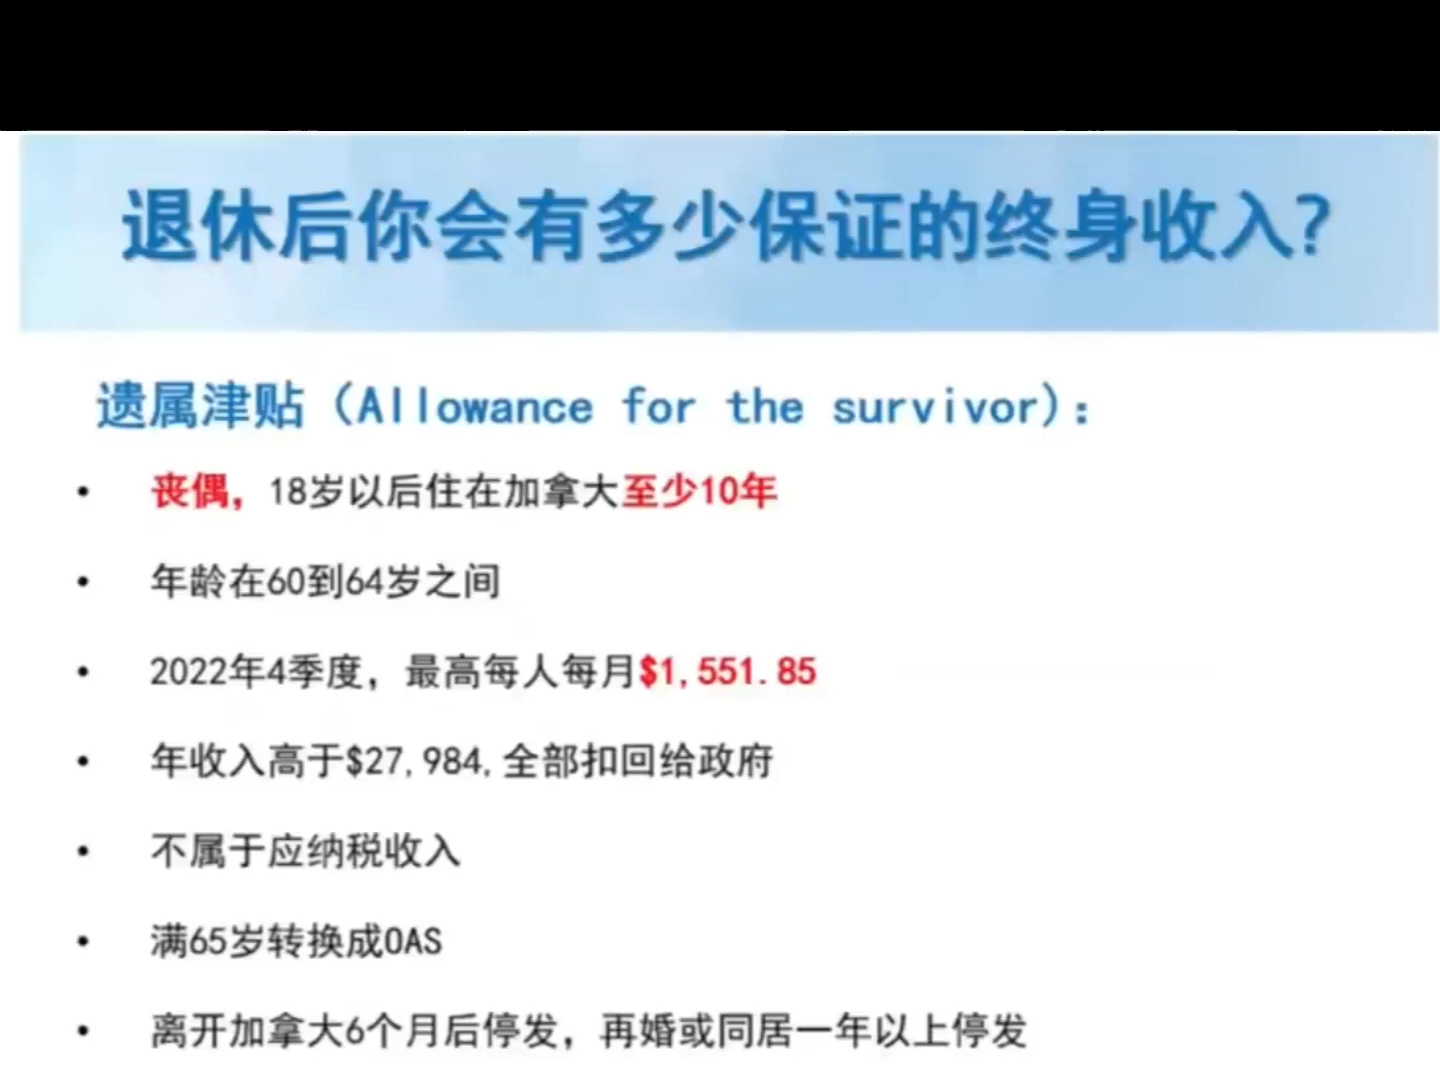 退休后你会有多少保证的终身收入?
遗属津贴（Allowance for the survivor）:
• 丧偶，18岁以后住在加拿大至少10年
• 年龄在60到64岁之间
• 2022年4季度，最高每人每月$1,551.85
• 年收入高于$27,984,全部扣回给政府
• 不属于应纳税收入
• 满65岁转换成OAS
• 离开加拿大6个月后停发，再婚或同居一年以上停发